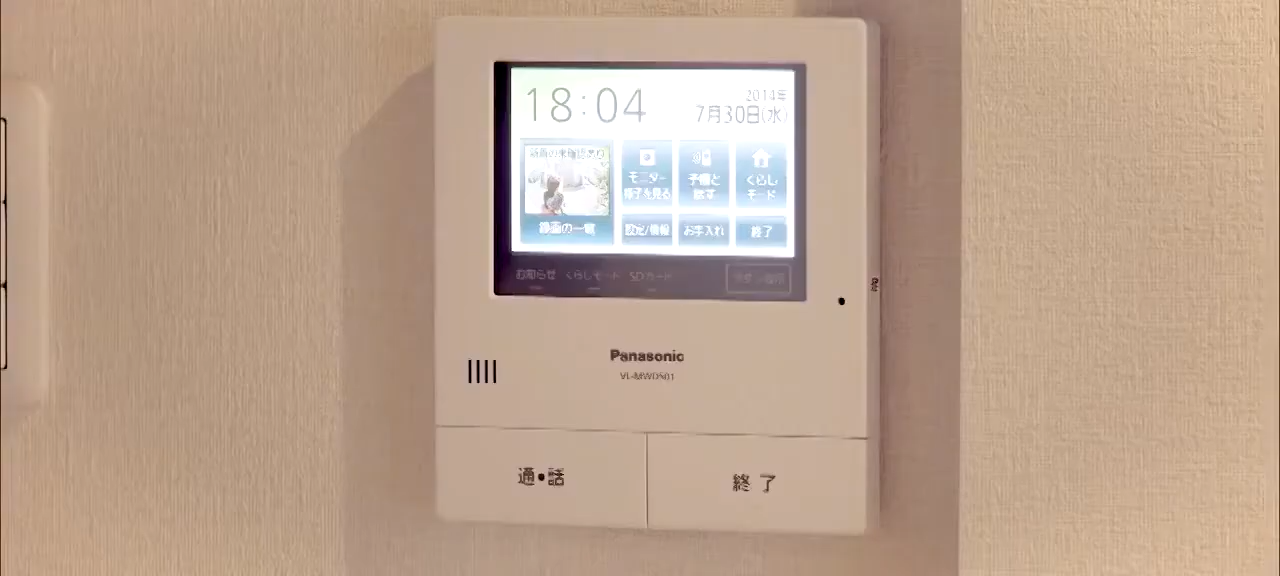 18:04
2014年
7月30日(水)
モニター
様子を見る
子機と
話す
くらし
モード
録画の一覧
設定/情報
お手入れ
終了
お知らせ くらしモード SDカード
Panasonic
VL-MWD501
通•話
終了